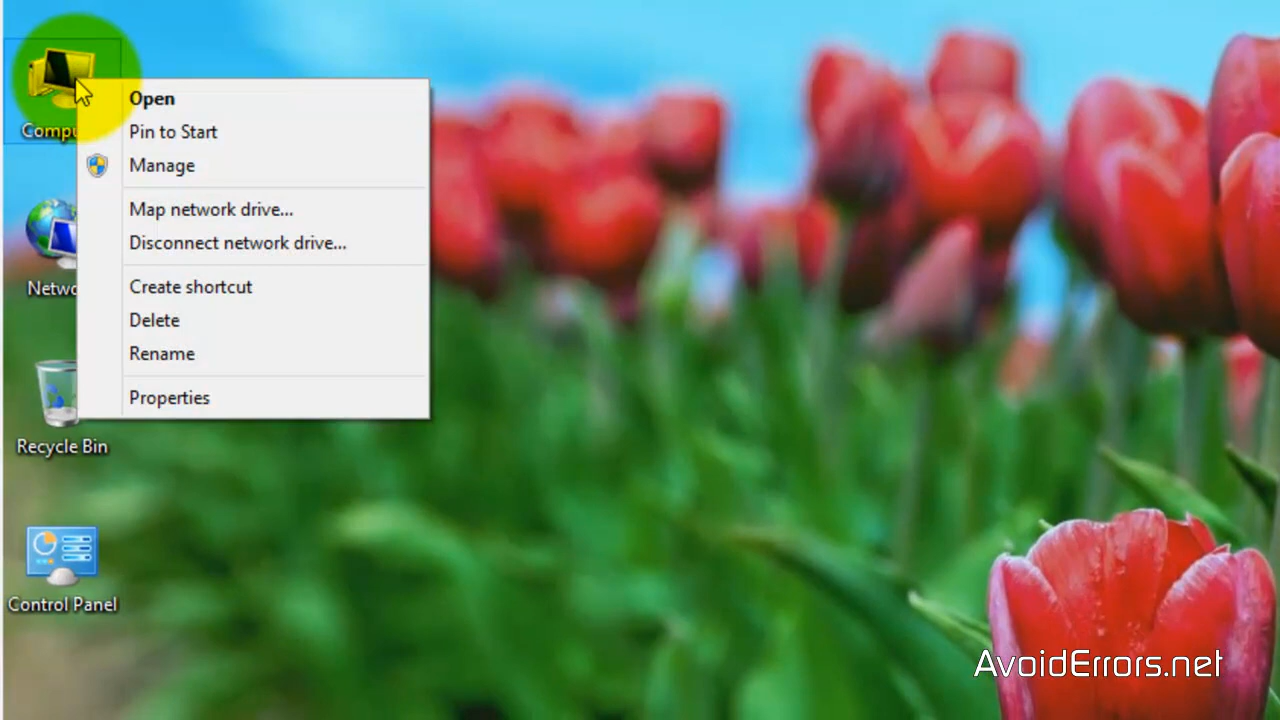 Open
Pin to Start
Manage
Map network drive...
Disconnect network drive...
Create shortcut
Delete
Rename
Properties
Recycle Bin
Control Panel
AvoidErrors.net